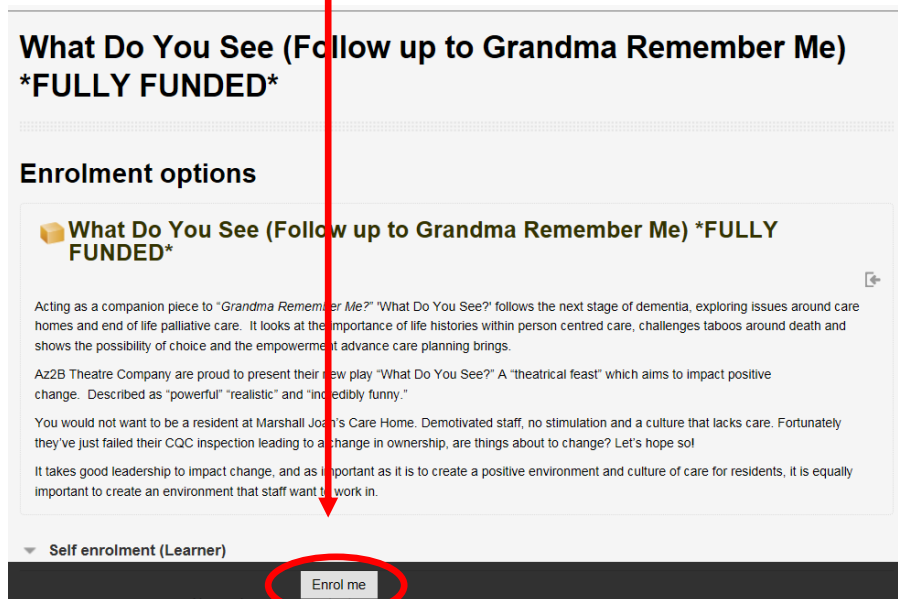 What Do You See (Follow up to Grandma Remember Me)
*FULLY FUNDED*
Enrolment options
What Do You See (Follow up to Grandma Remember Me) *FULLY
FUNDED*
Acting as a companion piece to “Grandma Remember Me?” 'What Do You See?' follows the next stage of dementia, exploring issues around care
homes and end of life palliative care. It looks at the importance of life histories within person centred care, challenges taboos around death and
shows the possibility of choice and the empowerment advance care planning brings.
Az2B Theatre Company are proud to present their new play “What Do You See?” A “theatrical feast” which aims to impact positive
change. Described as “powerful” “realistic” and “incredibly funny.”
You would not want to be a resident at Marshall Joan's Care Home. Demotivated staff, no stimulation and a culture that lacks care. Fortunately
they've just failed their CQC inspection leading to a change in ownership, are things about to change? Let's hope so!
It takes good leadership to impact change, and as important as it is to create a positive environment and culture of care for residents, it is equally
important to create an environment that staff want to work in.
Self enrolment (Learner)
Enrol me